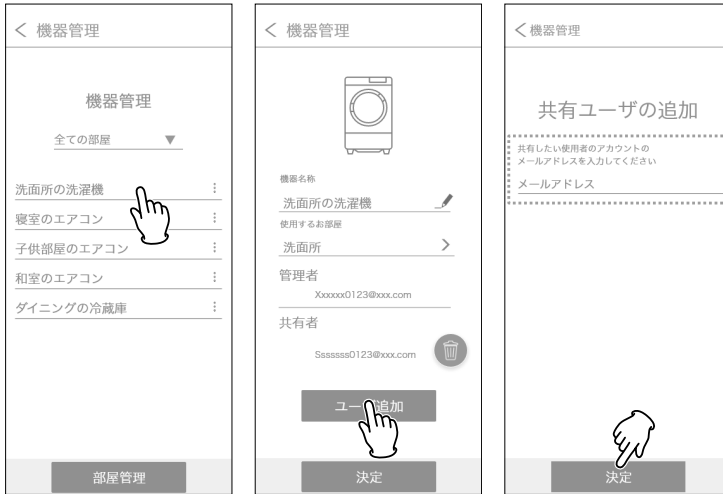 機器管理
機器管理
全ての部屋 ▼
洗面所の洗濯機
寝室のエアコン
子供部屋のエアコン
和室のエアコン
ダイニングの冷蔵庫
部屋管理
機器管理
機器名称
洗面所の洗濯機
使用するお部屋
洗面所
管理者
Xxxxxx0123@xxx.com
共有者
Sssssss0123@xxx.com
ユー 追加
決定
機器管理
共有ユーザの追加
共有したい使用者のアカウントの
メールアドレスを入力してください
メールアドレス
決定